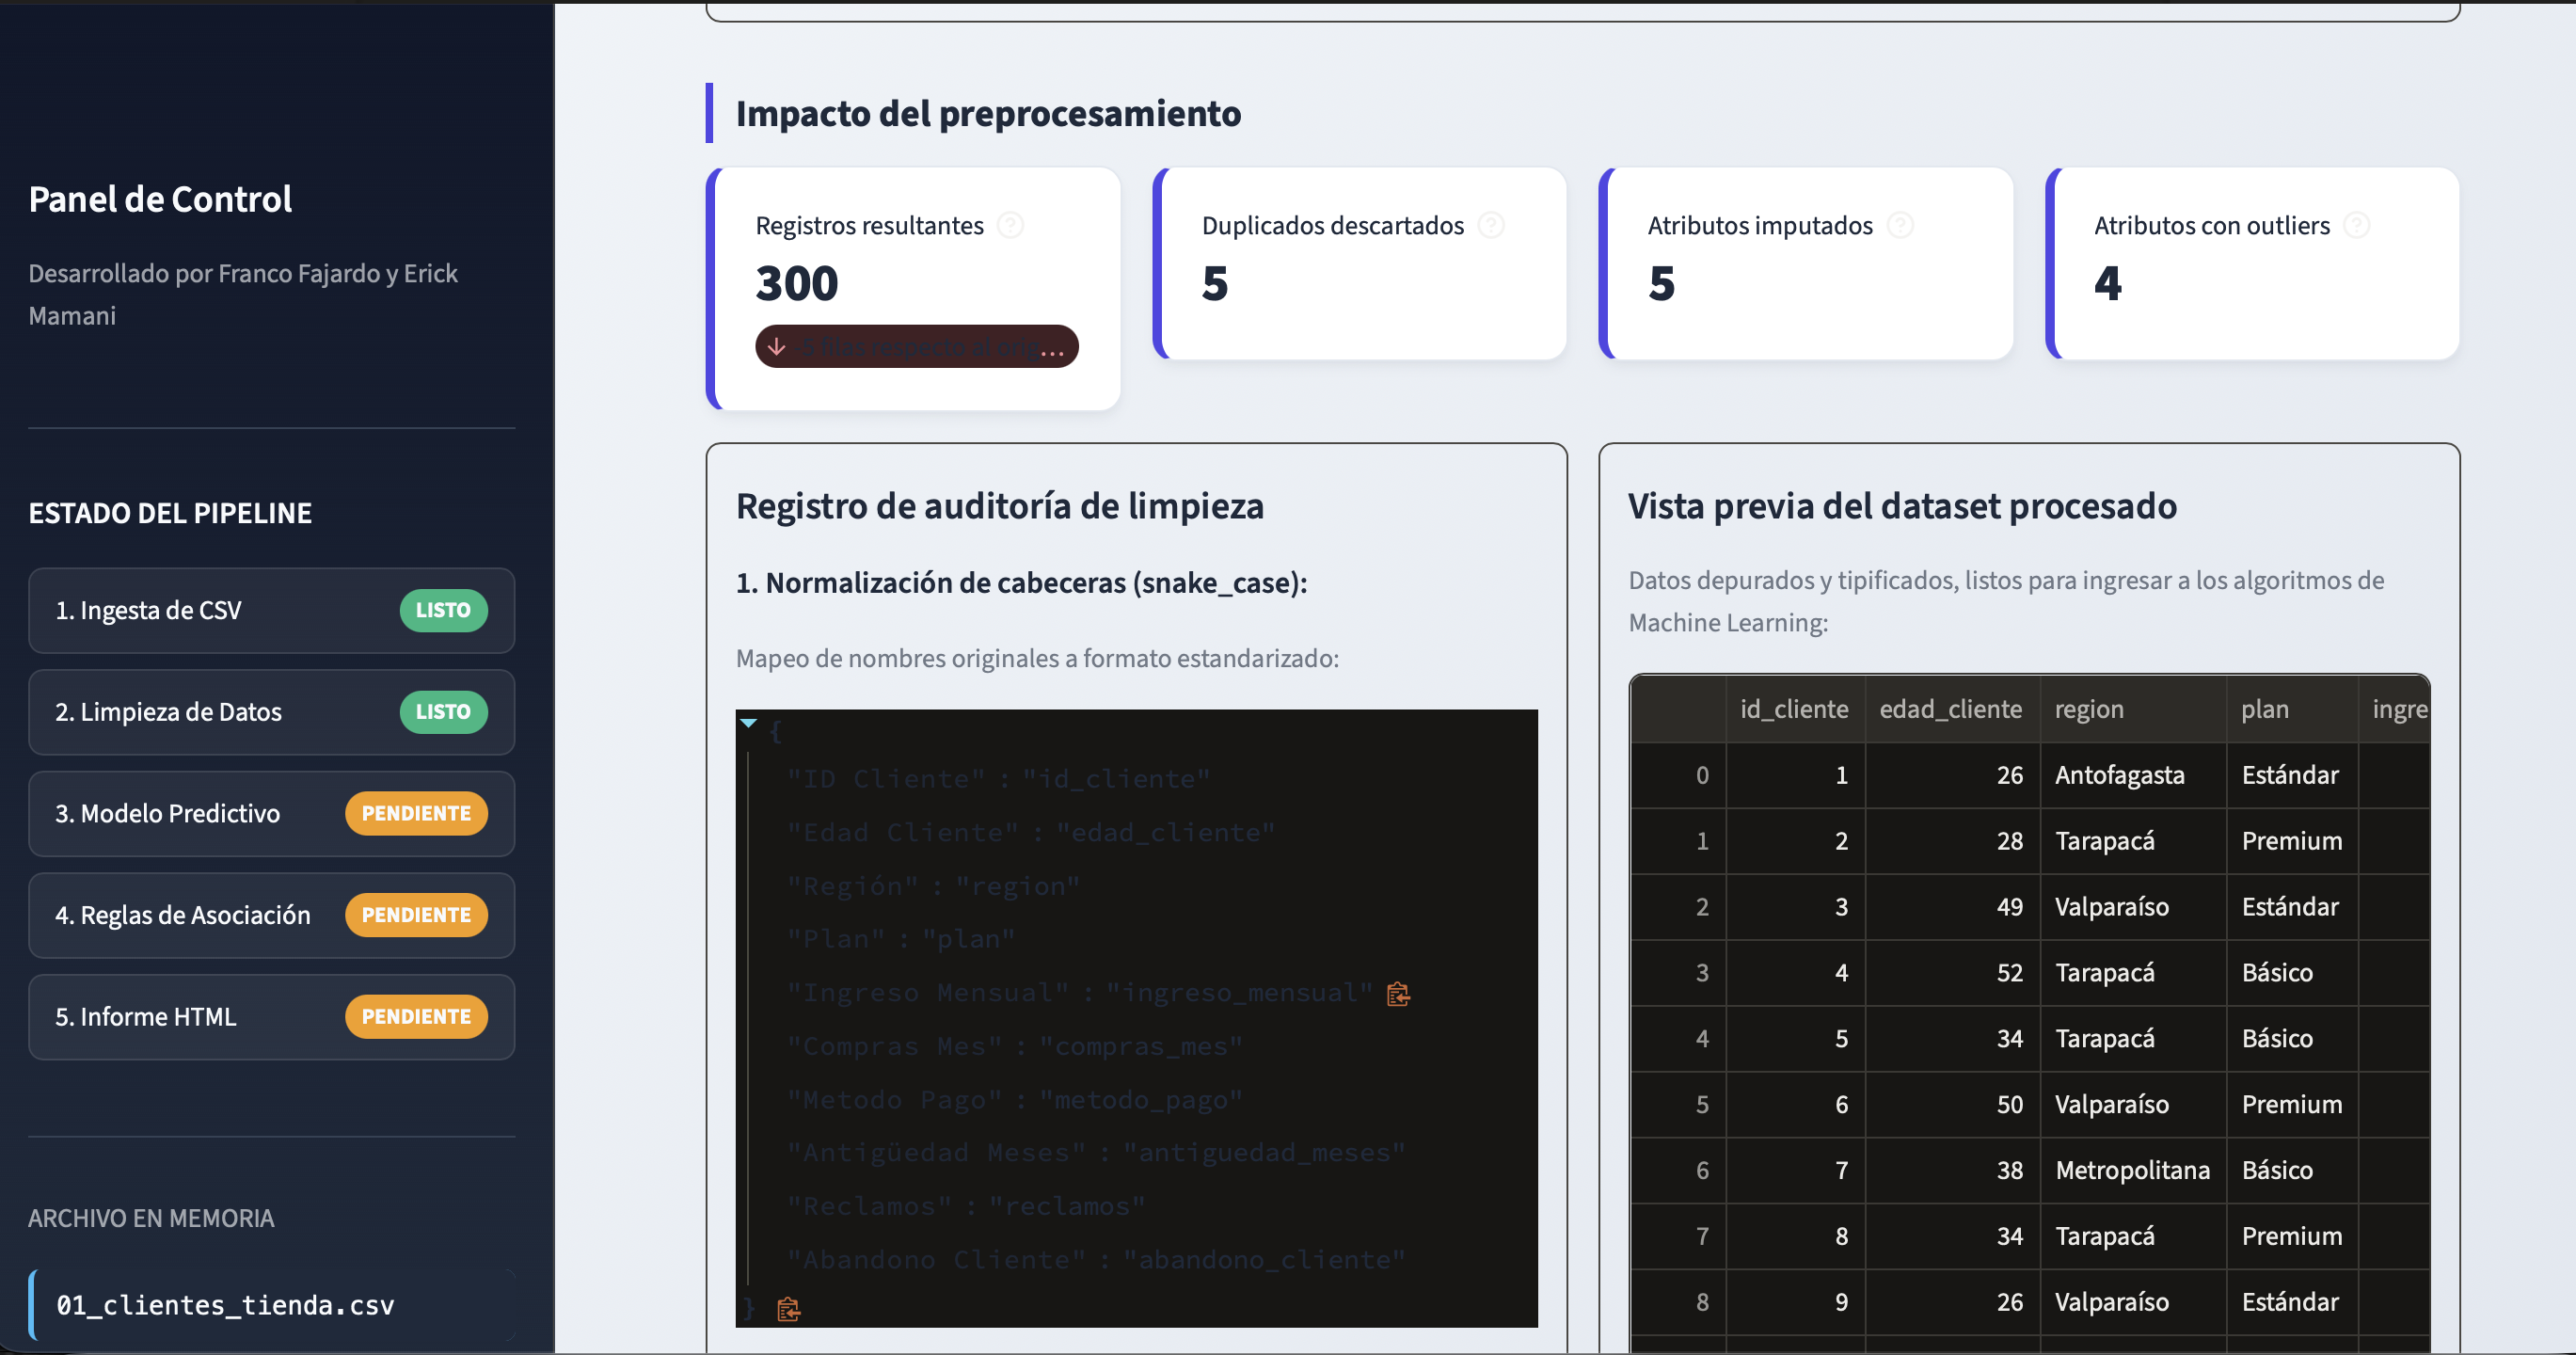 Panel de Control
Desarrollado por Franco Fajardo y Erick
Mamani
ESTADO DEL PIPELINE
1. Ingesta de CSV LISTO
2. Limpieza de Datos LISTO
3. Modelo Predictivo PENDIENTE
4. Reglas de Asociación PENDIENTE
5. Informe HTML PENDIENTE
ARCHIVO EN MEMORIA
01_clientes_tienda.csv
Impacto del preprocesamiento
Registros resultantes
300
-5 filas respecto al orig...
Duplicados descartados
5
Atributos imputados
5
Atributos con outliers
4
Registro de auditoría de limpieza
1. Normalización de cabeceras (snake_case):
Mapeo de nombres originales a formato estandarizado:
{
"ID Cliente" : "id_cliente"
"Edad Cliente" : "edad_cliente"
"Región" : "region"
"Plan" : "plan"
"Ingreso Mensual" : "ingreso_mensual"
"Compras Mes" : "compras_mes"
"Metodo Pago" : "metodo_pago"
"Antigüedad Meses" : "antiguedad_meses"
"Reclamos" : "reclamos"
"Abandono Cliente" : "abandono_cliente"
}
Vista previa del dataset procesado
Datos depurados y tipificados, listos para ingresar a los algoritmos de
Machine Learning:
id_cliente edad_cliente region plan ingre
0 1 26 Antofagasta Estándar
1 2 28 Tarapacá Premium
2 3 49 Valparaíso Estándar
3 4 52 Tarapacá Básico
4 5 34 Tarapacá Básico
5 6 50 Valparaíso Premium
6 7 38 Metropolitana Básico
7 8 34 Tarapacá Premium
8 9 26 Valparaíso Estándar